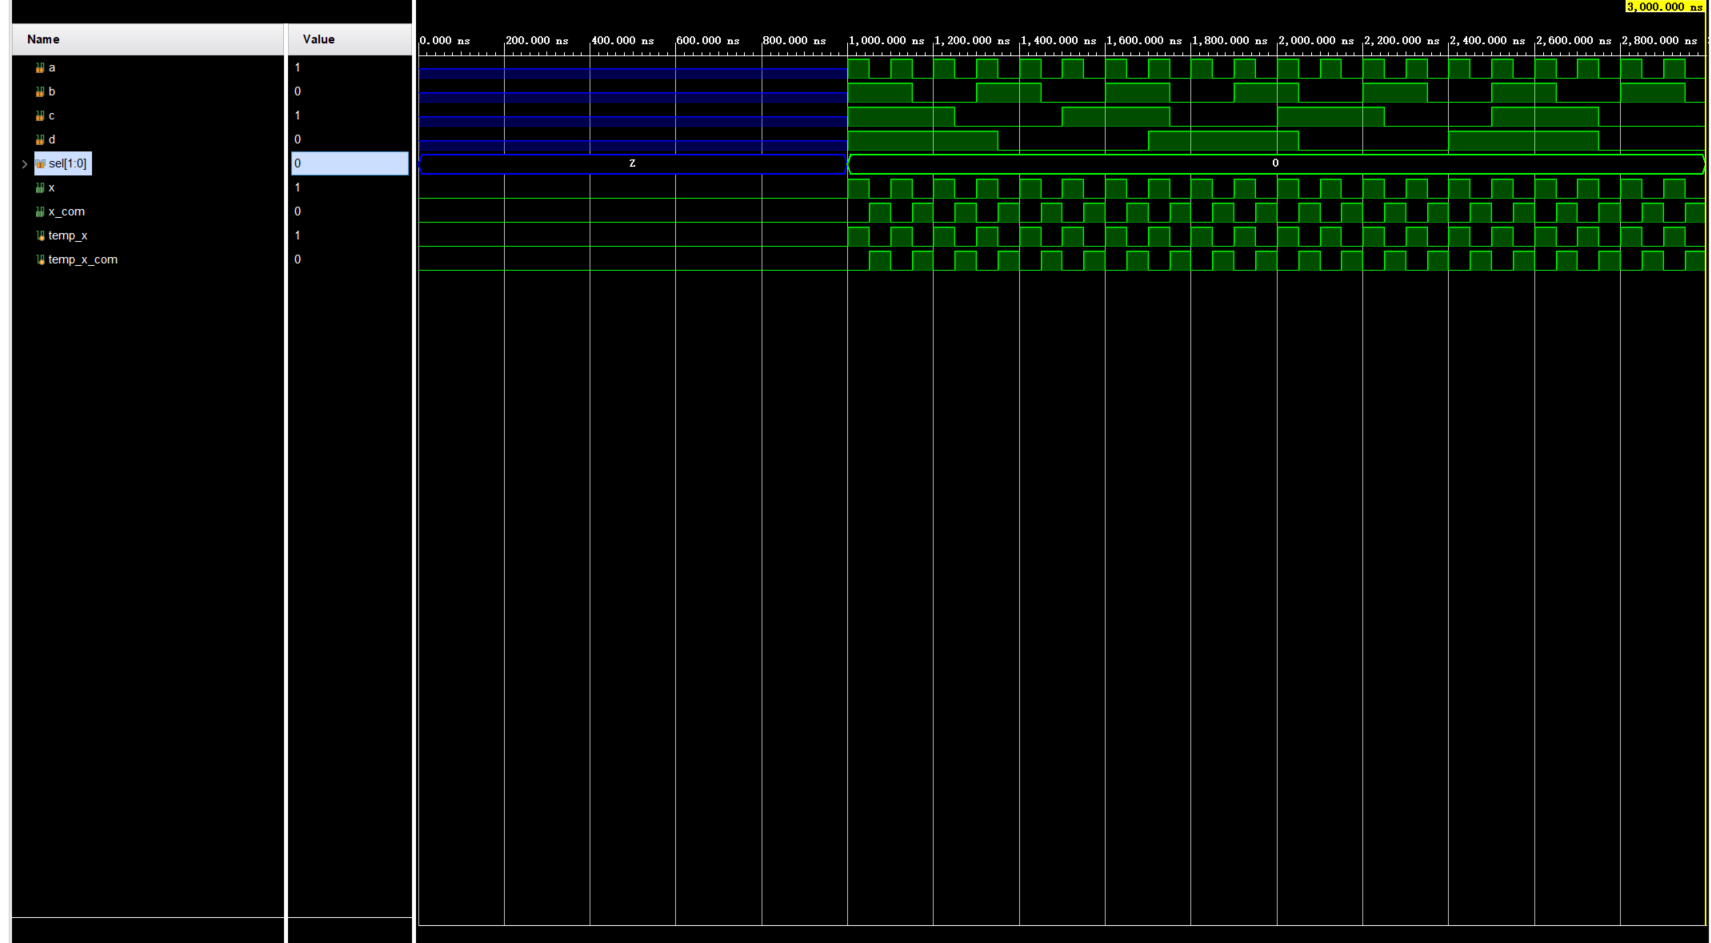 3,000.000 ns
Name Value 0.000 ns 200.000 ns 400.000 ns 600.000 ns 800.000 ns 1,000.000 ns 1,200.000 ns 1,400.000 ns 1,600.000 ns 1,800.000 ns 2,000.000 ns 2,200.000 ns 2,400.000 ns 2,600.000 ns 2,800.000 ns
a 1
b 0
c 1
d 0
sel[1:0] 0 Z 0
x 1
x_com 0
temp_x 1
temp_x_com 0